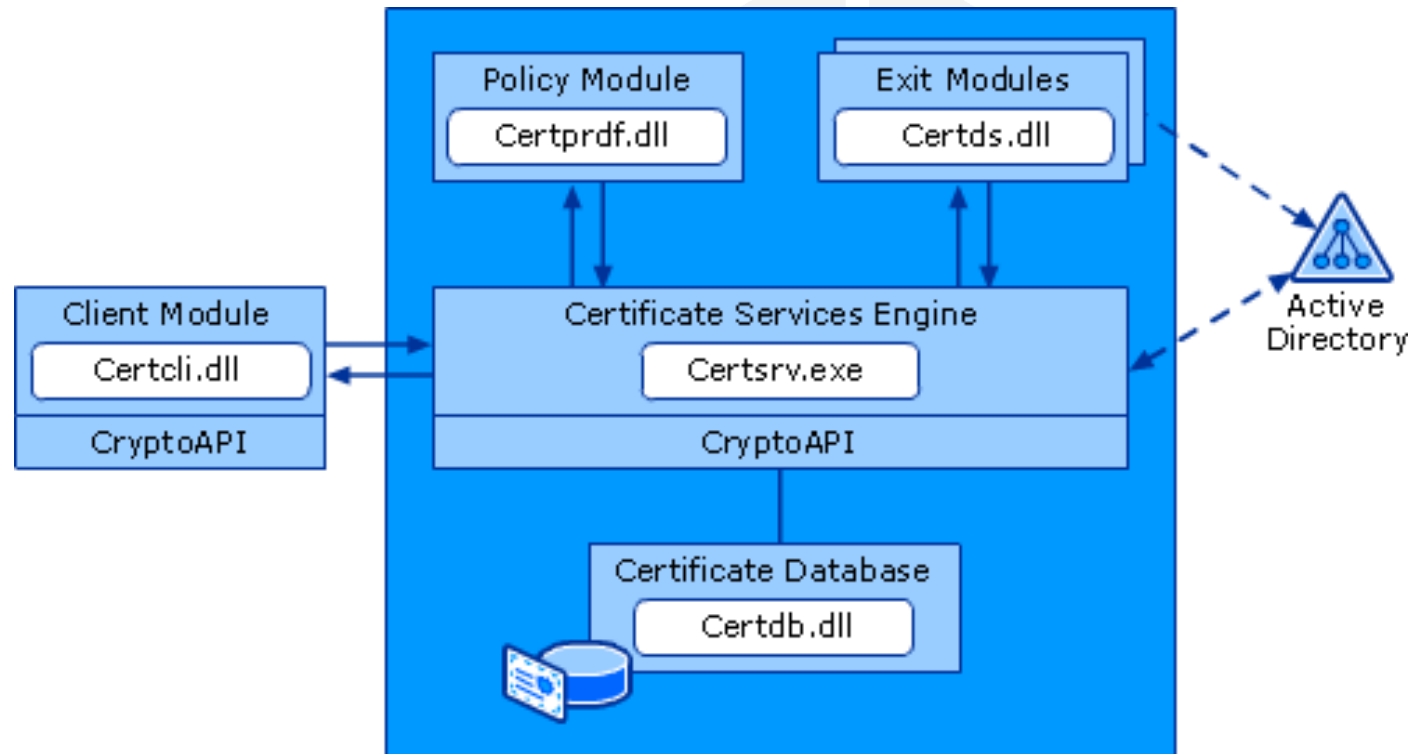 Policy Module
Certprdf.dll
Exit Modules
Certds.dll
Client Module
Certcli.dll
CryptoAPI
Certificate Services Engine
Certsrv.exe
CryptoAPI
Active
Directory
Certificate Database
Certdb.dll